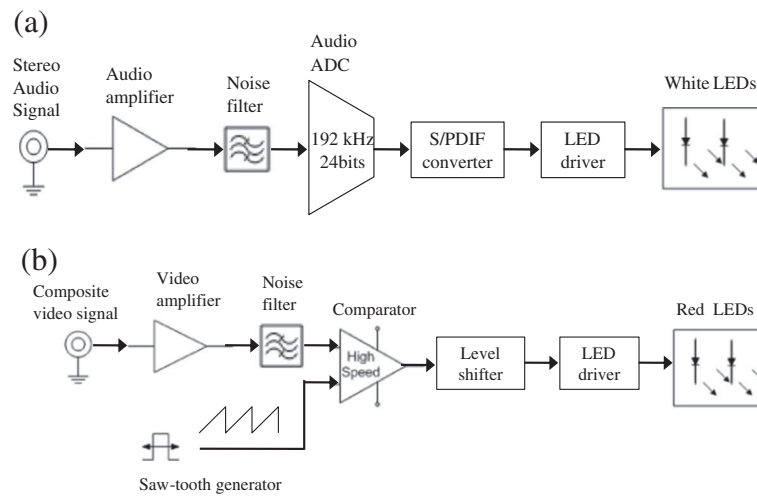 (a)
Stereo
Audio
Signal
Audio
amplifier
Noise
filter
Audio
ADC
192 kHz
24bits
S/PDIF
converter
LED
driver
White LEDs
(b)
Composite
video signal
Video
amplifier
Noise
filter
Comparator
High
Speed
Level
shifter
LED
driver
Red LEDs
Saw-tooth generator